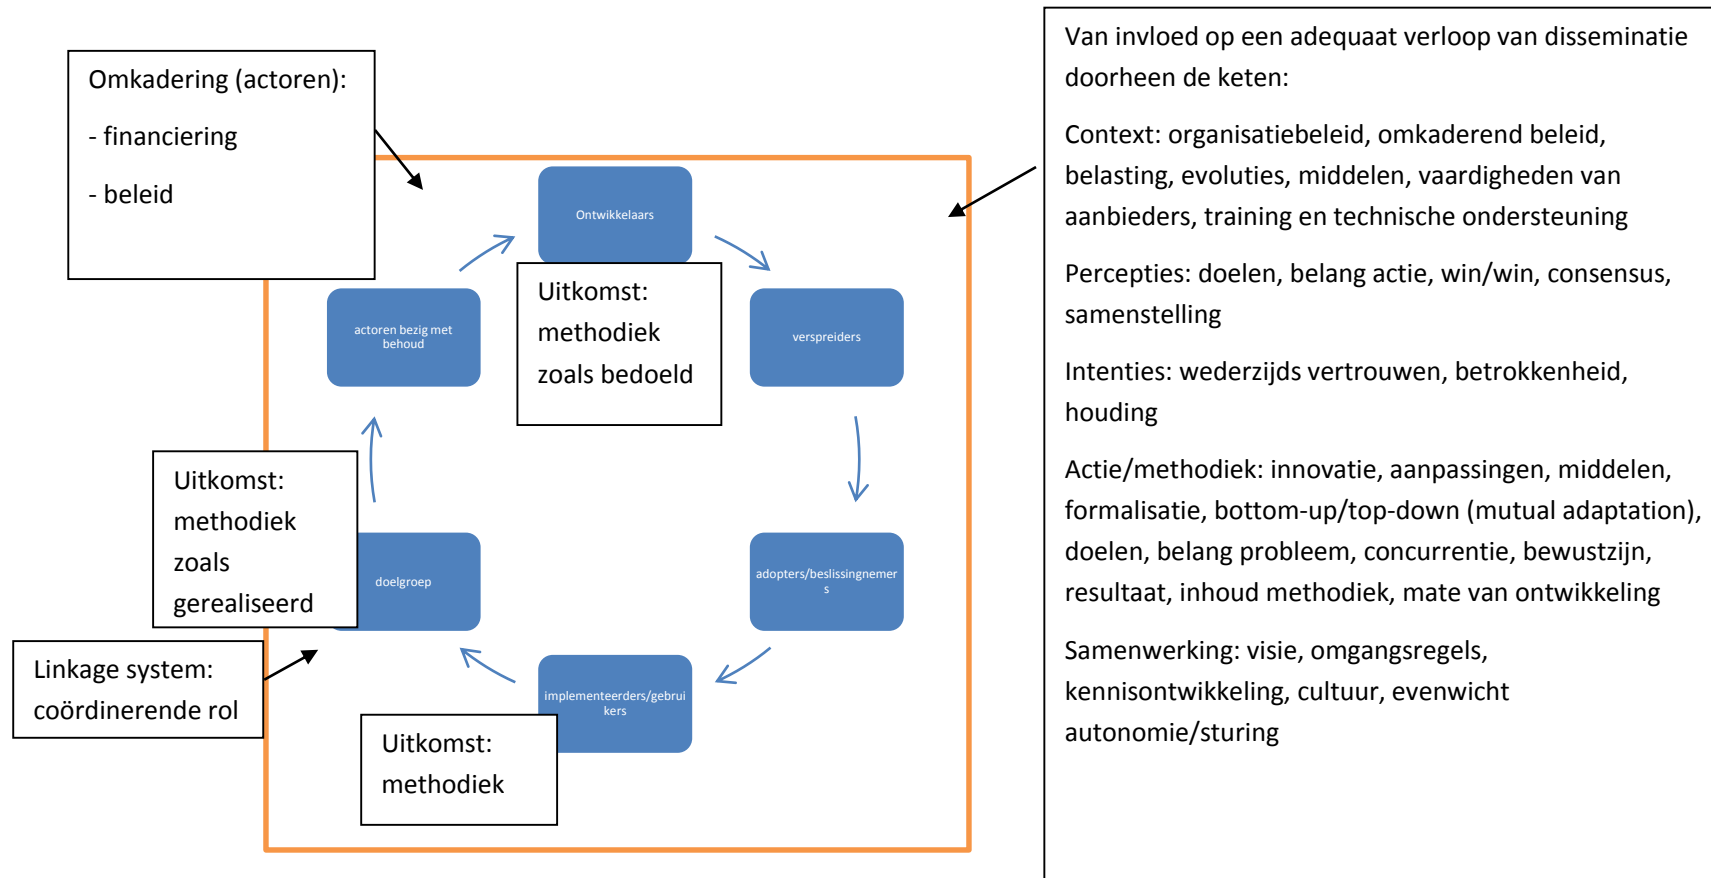 Omkadering (actoren):
- financiering
- beleid
Ontwikkelaars
Uitkomst:
methodiek
zoals bedoeld
verspreiders
adopters/beslissingnemer
s
implementeerders/gebrui
kers
Uitkomst:
methodiek
doelgroep
Uitkomst:
methodiek
zoals
gerealiseerd
actoren bezig met
behoud
Linkage system:
coördinerende rol
Van invloed op een adequaat verloop van disseminatie
doorheen de keten:
Context: organisatiebeleid, omkaderend beleid,
belasting, evoluties, middelen, vaardigheden van
aanbieders, training en technische ondersteuning
Percepties: doelen, belang actie, win/win, consensus,
samenstelling
Intenties: wederzijds vertrouwen, betrokkenheid,
houding
Actie/methodiek: innovatie, aanpassingen, middelen,
formalisatie, bottom-up/top-down (mutual adaptation),
doelen, belang probleem, concurrentie, bewustzijn,
resultaat, inhoud methodiek, mate van ontwikkeling
Samenwerking: visie, omgangsregels,
kennisontwikkeling, cultuur, evenwicht
autonomie/sturing